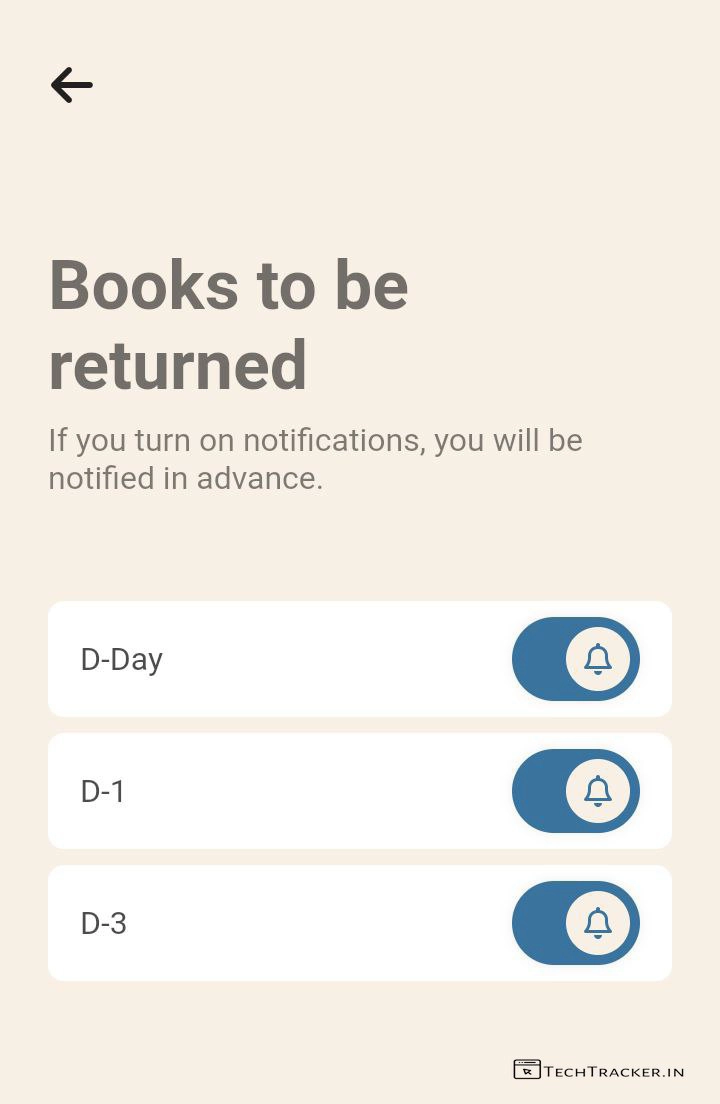 Books to be
returned
If you turn on notifications, you will be
notified in advance.
D-Day
D-1
D-3
TECHTRACKER.IN